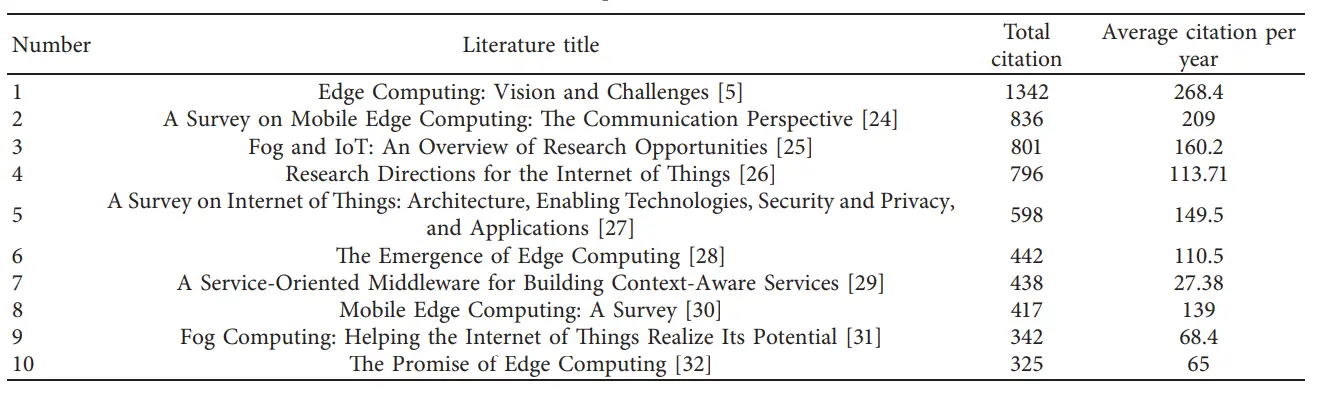 Number Literature title Total citation Average citation per year
1 Edge Computing: Vision and Challenges [5] 1342 268.4
2 A Survey on Mobile Edge Computing: The Communication Perspective [24] 836 209
3 Fog and IoT: An Overview of Research Opportunities [25] 801 160.2
4 Research Directions for the Internet of Things [26] 796 113.71
5 A Survey on Internet of Things: Architecture, Enabling Technologies, Security and Privacy,
and Applications [27] 598 149.5
6 The Emergence of Edge Computing [28] 442 110.5
7 A Service-Oriented Middleware for Building Context-Aware Services [29] 438 27.38
8 Mobile Edge Computing: A Survey [30] 417 139
9 Fog Computing: Helping the Internet of Things Realize Its Potential [31] 342 68.4
10 The Promise of Edge Computing [32] 325 65